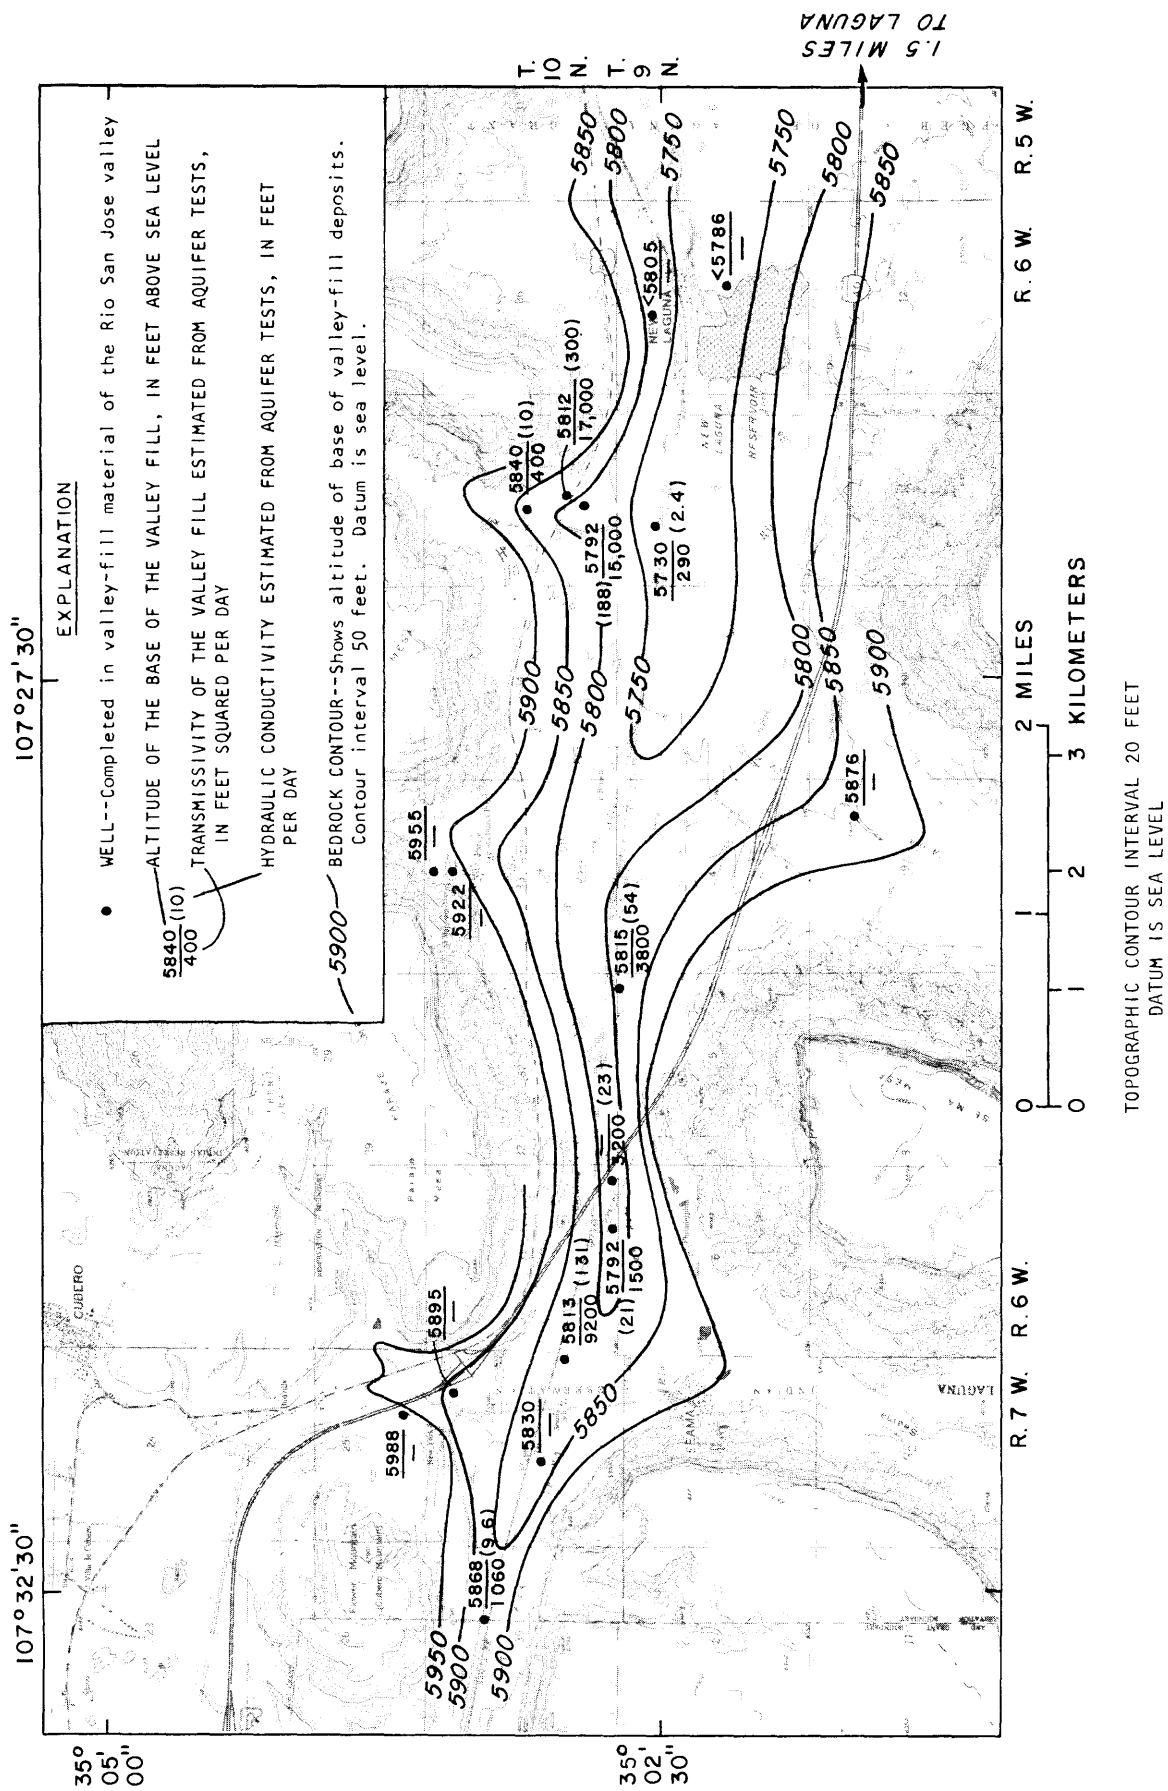 EXPLANATION
WELL--Completed in valley-fill material of the Rio San Jose valley
5840 (10)
400
ALTITUDE OF THE BASE OF THE VALLEY FILL, IN FEET ABOVE SEA LEVEL
TRANSMISSIVITY OF THE VALLEY FILL ESTIMATED FROM AQUIFER TESTS,
IN FEET SQUARED PER DAY
HYDRAULIC CONDUCTIVITY ESTIMATED FROM AQUIFER TESTS, IN FEET
PER DAY
5900
BEDROCK CONTOUR--Shows altitude of base of valley-fill deposits.
Contour interval 50 feet. Datum is sea level.
107°32'30"
107°27'30"
35°
05'
00"
35°
02'
30"
T.
10
N.
T.
9
N.
CUBERO
5988
5895
5955
5922
5950
5900
5900
5868 (9.6)
1060
5830
5813 (131)
9200
5850
5792
(21) 1500
3200 (23)
5815 (54)
3800
5900
5850
5800
5750
(188) 5792
15,000
5840 (10)
400
5812 (300)
17,000
5730 (2.4)
290
<5805
NEW
LAGUNA
<5786
NEW
LAGUNA
RESERVOIR
5850
5800
5750
5750
5800
5850
5800
5850
5900
5876
SEAMA
INDIAN
LAGUNA
R. 7 W.
R. 6 W.
R. 6 W.
R. 5 W.
1.5 MILES
TO LAGUNA
0 1 2 MILES
0 1 2 3 KILOMETERS
TOPOGRAPHIC CONTOUR INTERVAL 20 FEET
DATUM IS SEA LEVEL